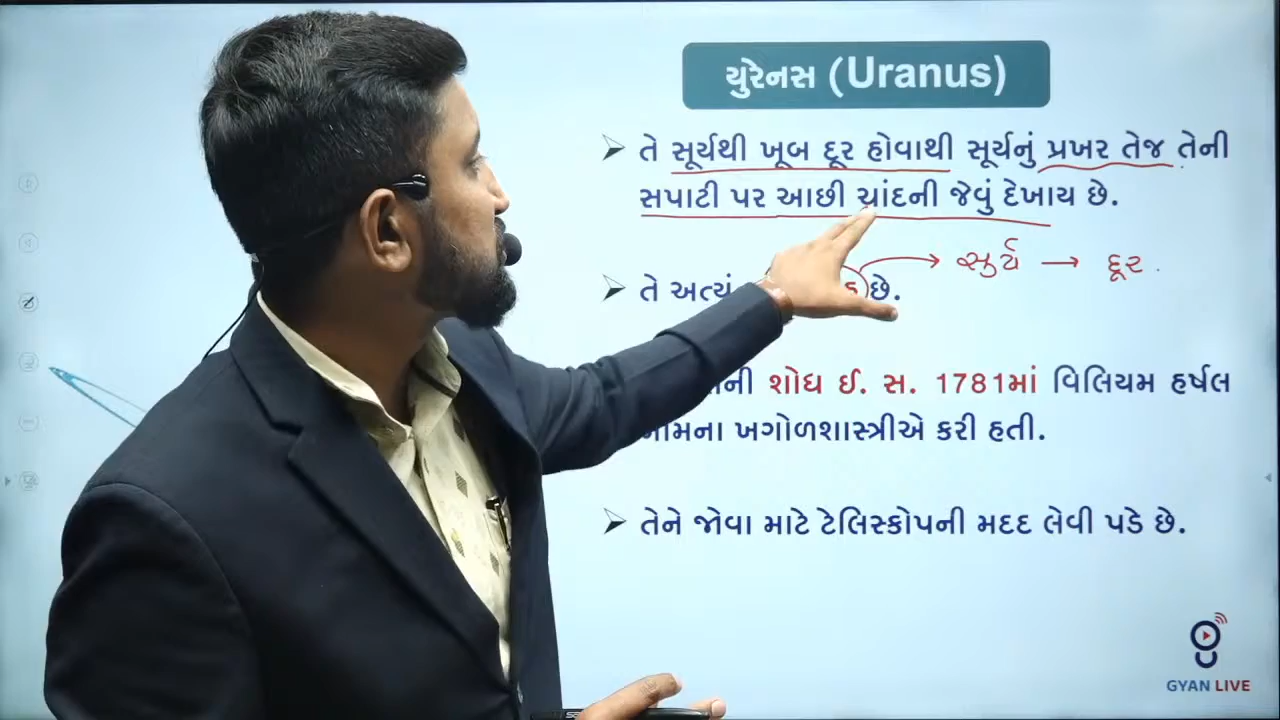 યુરેનસ (Uranus)
તે સૂર્યથી ખૂબ દૂર હોવાથી સૂર્યનું પ્રખર તેજ તેની
સપાટી પર આછી ચાંદની જેવું દેખાય છે.
સુર્ય → દૂર
તે છે.
શોધ ઈ. સ. 1781માં વિલિયમ હર્ષલ
નામના ખગોળશાસ્ત્રીએ કરી હતી.
તેને જોવા માટે ટેલિસ્કોપની મદદ લેવી પડે છે.
GYAN LIVE